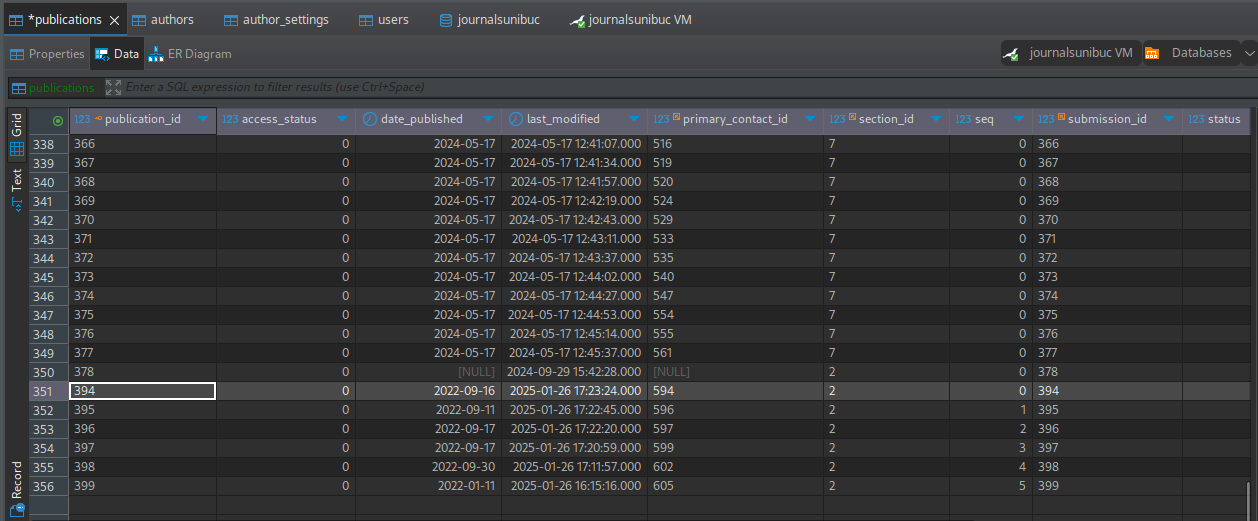 *publications authors author_settings users journalsunibuc journalsunibuc VM
Properties Data ER Diagram journalsunibuc VM Databases
publications Enter a SQL expression to filter results (use Ctrl+Space)
Grid
Text
Record
123 publication_id 123 access_status date_published last_modified 123 primary_contact_id 123 section_id 123 seq 123 submission_id 123 status
338 366 0 2024-05-17 2024-05-17 12:41:07.000 516 7 0 366
339 367 0 2024-05-17 2024-05-17 12:41:34.000 519 7 0 367
340 368 0 2024-05-17 2024-05-17 12:41:57.000 520 7 0 368
341 369 0 2024-05-17 2024-05-17 12:42:19.000 524 7 0 369
342 370 0 2024-05-17 2024-05-17 12:42:43.000 529 7 0 370
343 371 0 2024-05-17 2024-05-17 12:43:11.000 533 7 0 371
344 372 0 2024-05-17 2024-05-17 12:43:37.000 535 7 0 372
345 373 0 2024-05-17 2024-05-17 12:44:02.000 540 7 0 373
346 374 0 2024-05-17 2024-05-17 12:44:27.000 547 7 0 374
347 375 0 2024-05-17 2024-05-17 12:44:53.000 554 7 0 375
348 376 0 2024-05-17 2024-05-17 12:45:14.000 555 7 0 376
349 377 0 2024-05-17 2024-05-17 12:45:37.000 561 7 0 377
350 378 0 [NULL] 2024-09-29 15:42:28.000 [NULL] 2 0 378
351 394 0 2022-09-16 2025-01-26 17:23:24.000 594 2 0 394
352 395 0 2022-09-11 2025-01-26 17:22:45.000 596 2 1 395
353 396 0 2022-09-17 2025-01-26 17:22:20.000 597 2 2 396
354 397 0 2022-09-17 2025-01-26 17:20:59.000 599 2 3 397
355 398 0 2022-09-30 2025-01-26 17:11:57.000 602 2 4 398
356 399 0 2022-01-11 2025-01-26 16:15:16.000 605 2 5 399